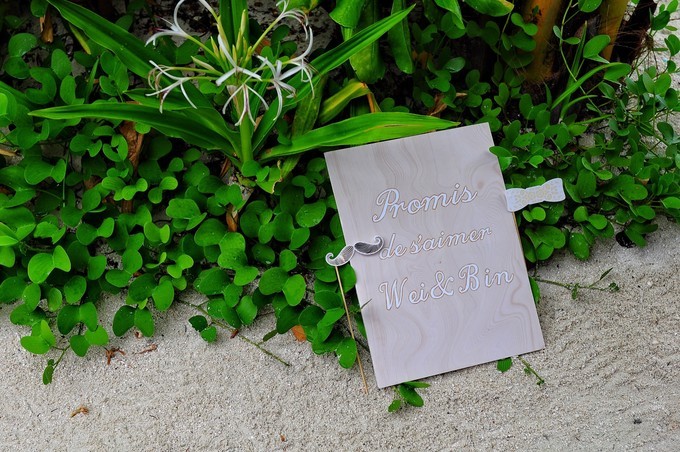 Promis
de s'aimer
Wei&Bin